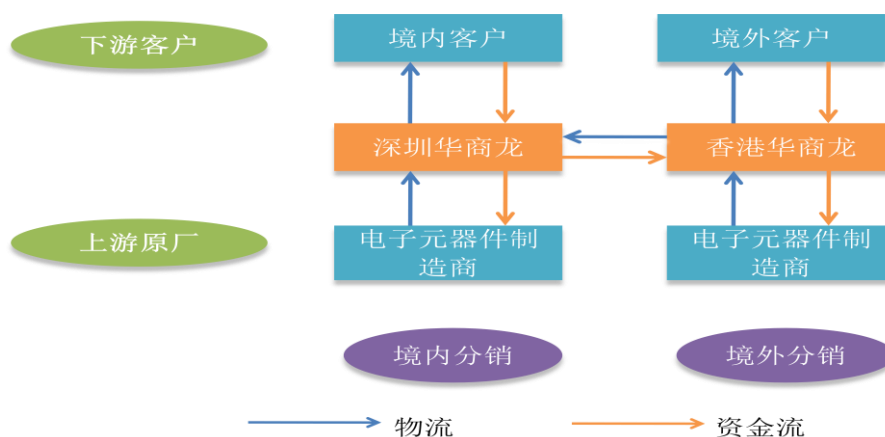 下游客户
境内客户
境外客户
深圳华商龙
香港华商龙
上游原厂
电子元器件制
造商
电子元器件制
造商
境内分销
境外分销
物流
资金流